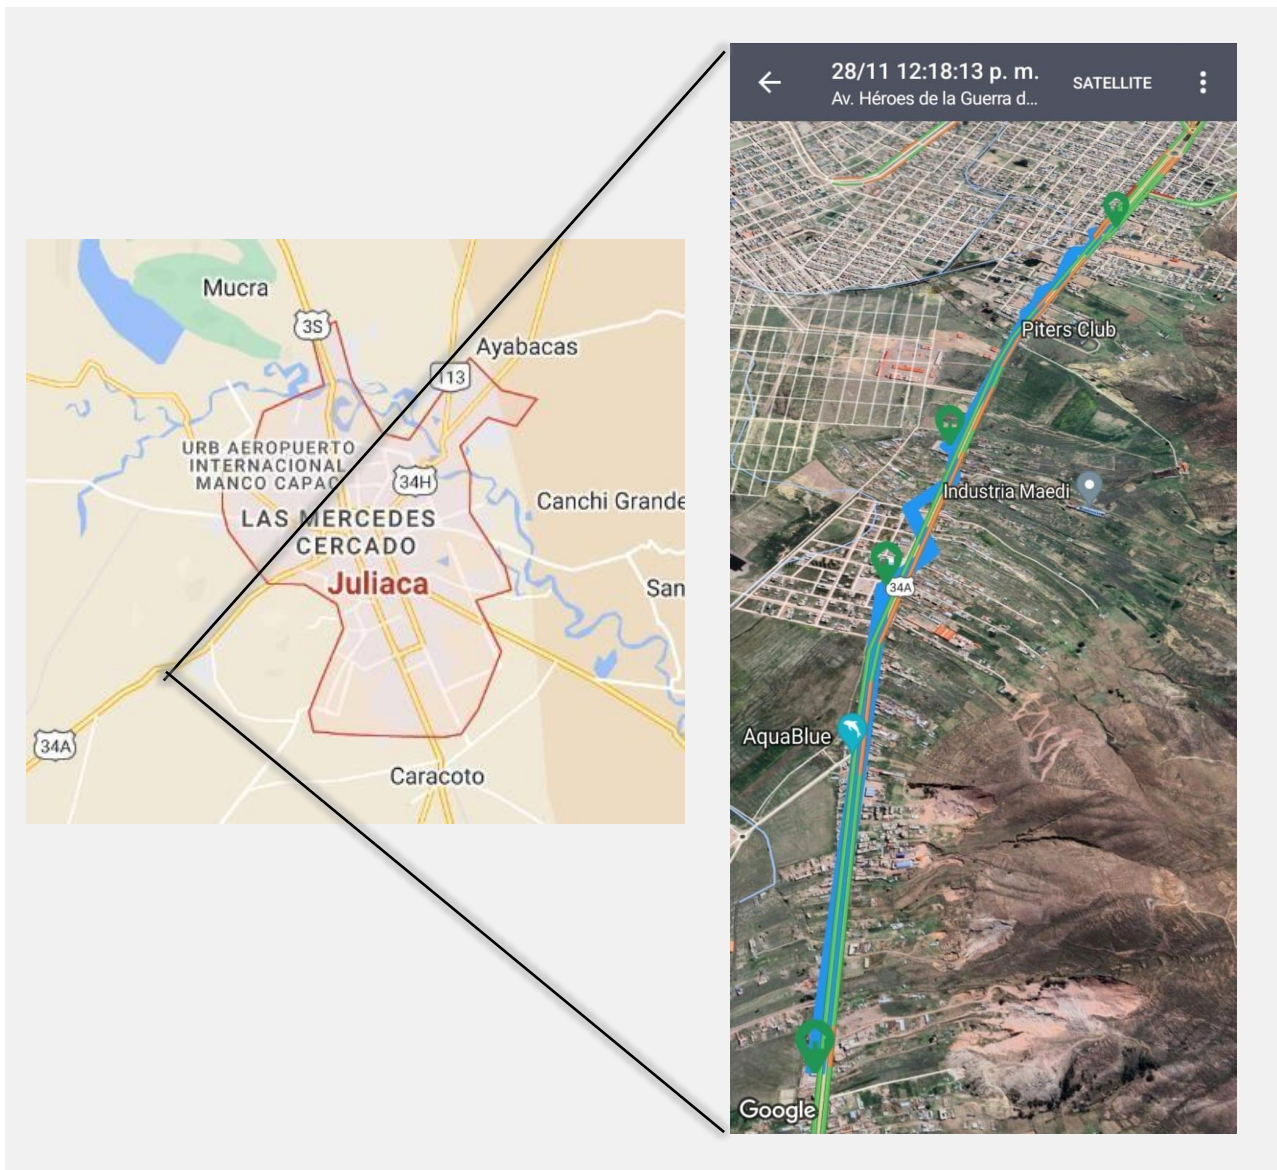 28/11 12:18:13 p. m.
Av. Héroes de la Guerra d...
SATELLITE
Mucra
3S
Ayabacas
113
URB AEROPUERTO
INTERNACIONAL
MANCO CAPAC
34H
Canchi Grande
LAS MERCEDES
CERCADO
Juliaca
San
34A
Caracoto
Piters Club
Industria Maedi
34A
AquaBlue
Google